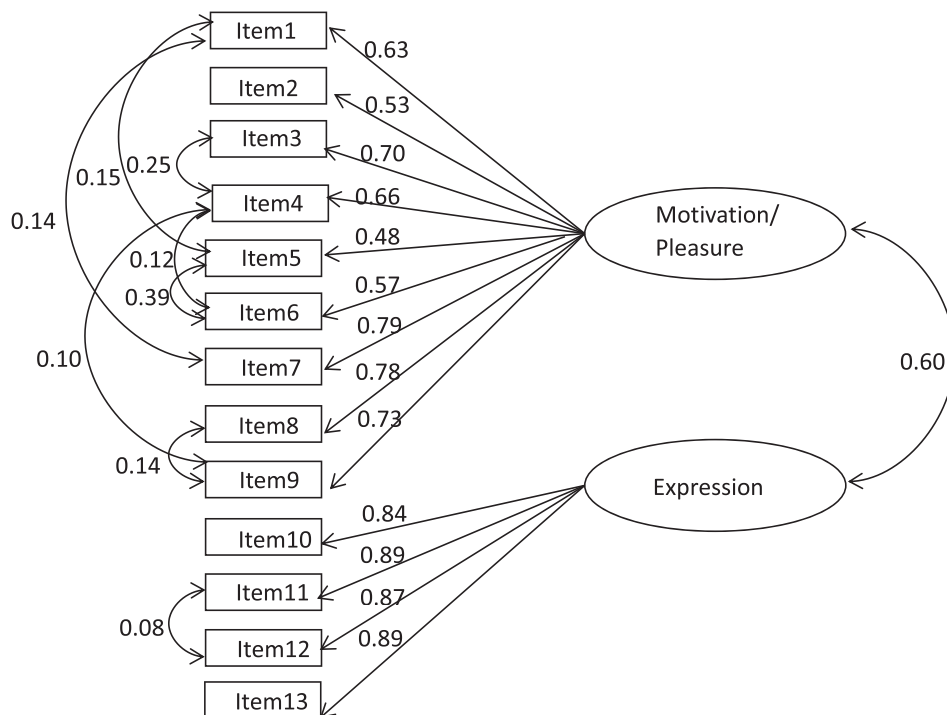 Item1
0.63
Item2
0.53
Item3
0.70
0.25
0.15
Item4
0.66
Motivation/
Pleasure
0.14
Item5
0.48
0.12
0.39
Item6
0.57
Item7
0.79
0.10
0.78
0.60
Item8
0.73
0.14
Item9
Expression
Item10
0.84
Item11
0.89
0.87
0.08
Item12
0.89
Item13